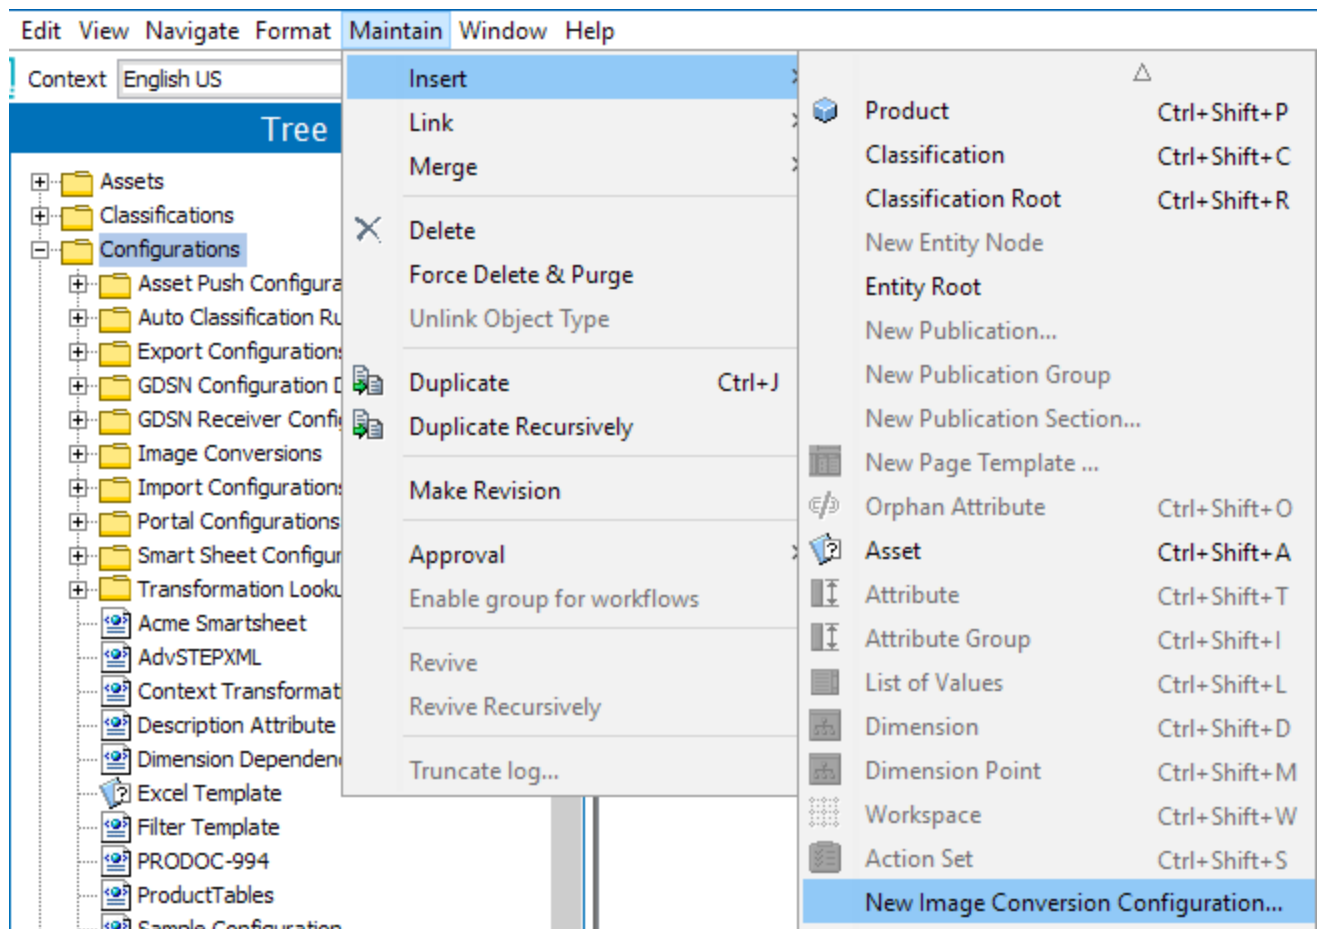 Edit View Navigate Format Maintain Window Help
Context English US
Tree
Assets
Classifications
Configurations
Asset Push Configura
Auto Classification Ru
Export Configurations
GDSN Configuration D
GDSN Receiver Confi
Image Conversions
Import Configurations
Portal Configurations
Smart Sheet Configur
Transformation Looku
Acme Smartsheet
AdvSTEPXML
Context Transformat
Description Attribute
Dimension Dependen
Excel Template
Filter Template
PRODOC-994
ProductTables
Sample Configuration
Insert
Link
Merge
Delete
Force Delete & Purge
Unlink Object Type
Duplicate Ctrl+J
Duplicate Recursively
Make Revision
Approval
Enable group for workflows
Revive
Revive Recursively
Truncate log...
Product Ctrl+Shift+P
Classification Ctrl+Shift+C
Classification Root Ctrl+Shift+R
New Entity Node
Entity Root
New Publication...
New Publication Group
New Publication Section...
New Page Template ...
Orphan Attribute Ctrl+Shift+O
Asset Ctrl+Shift+A
Attribute Ctrl+Shift+T
Attribute Group Ctrl+Shift+I
List of Values Ctrl+Shift+L
Dimension Ctrl+Shift+D
Dimension Point Ctrl+Shift+M
Workspace Ctrl+Shift+W
Action Set Ctrl+Shift+S
New Image Conversion Configuration...